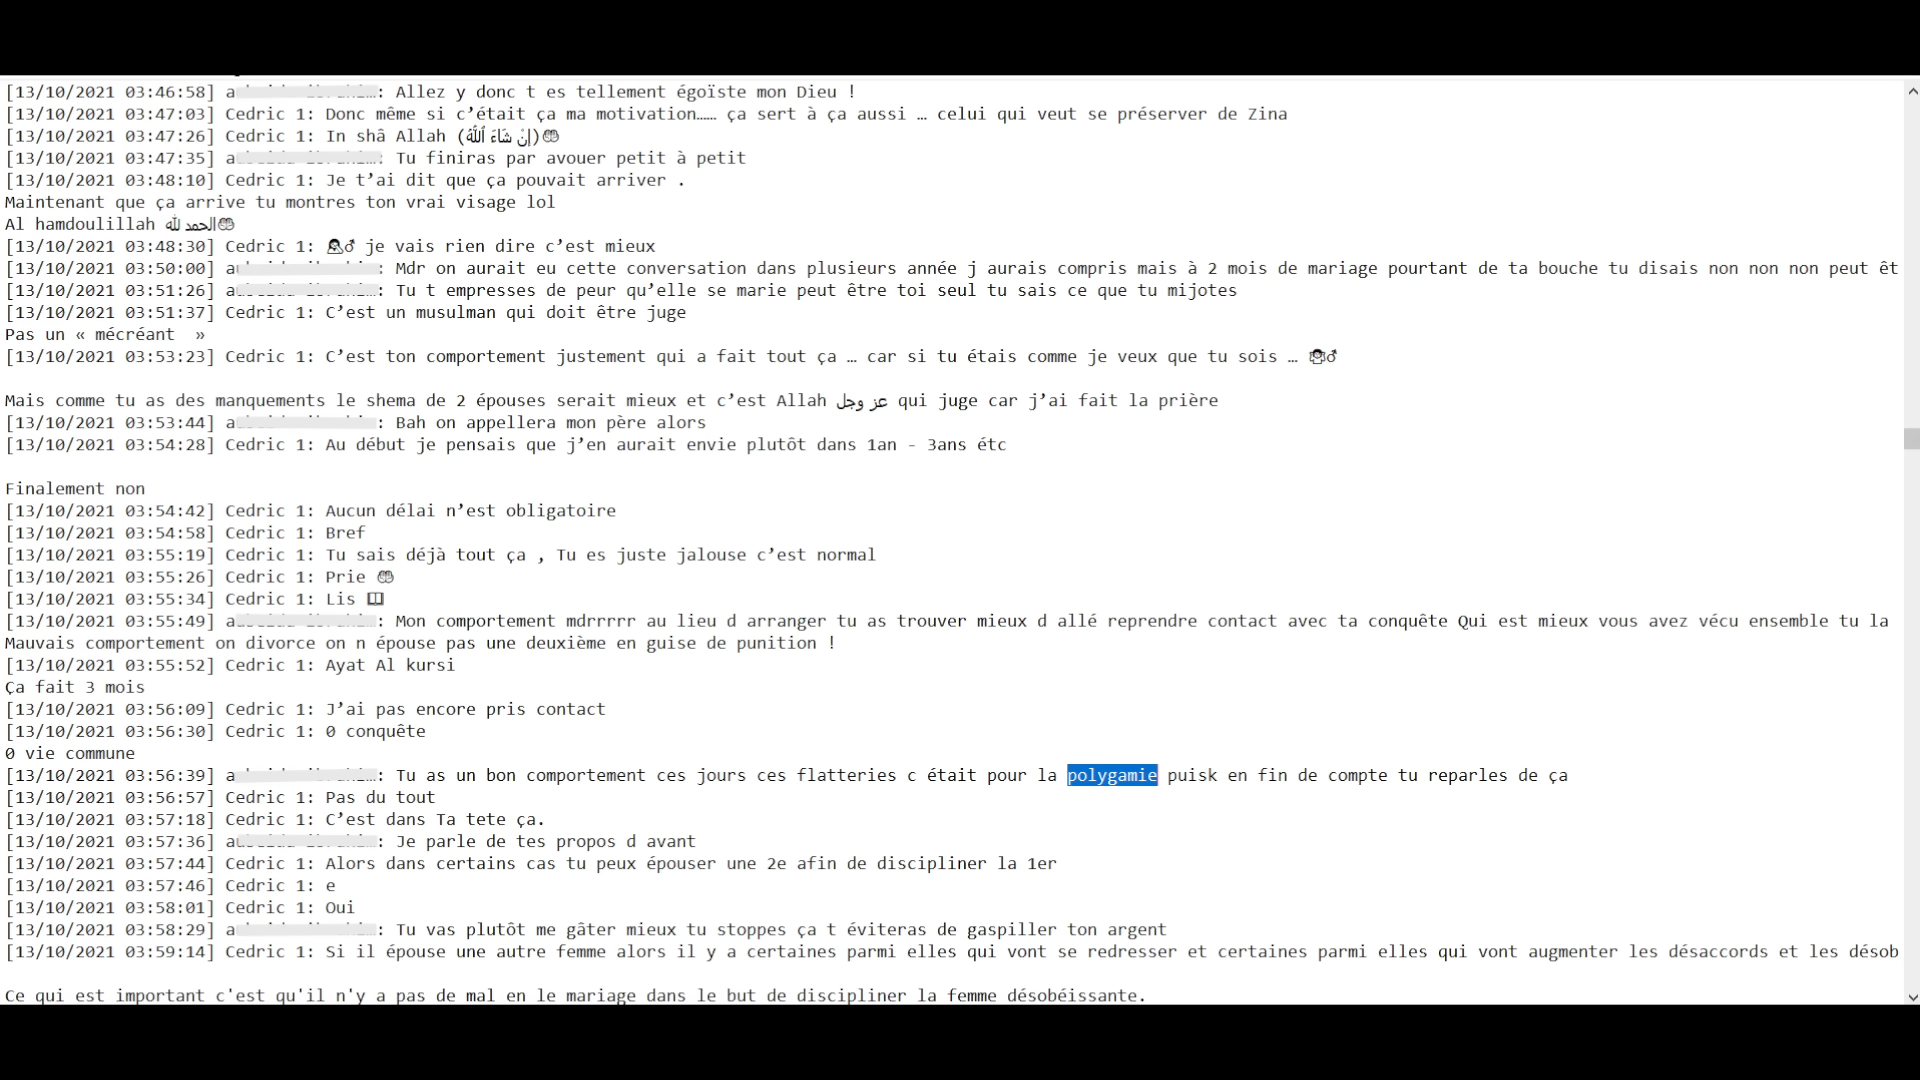 [13/10/2021 03:46:58] a : Allez y donc t es tellement égoïste mon Dieu !
[13/10/2021 03:47:03] Cedric 1: Donc même si c’était ça ma motivation…… ça sert à ça aussi … celui qui veut se préserver de Zina
[13/10/2021 03:47:26] Cedric 1: In shâ Allah (إِنْ شَاءَ ٱللَّٰهُ)🤲
[13/10/2021 03:47:35] a : Tu finiras par avouer petit à petit
[13/10/2021 03:48:10] Cedric 1: Je t’ai dit que ça pouvait arriver .
Maintenant que ça arrive tu montres ton vrai visage lol
Al hamdoulillah الحمد لله🤲
[13/10/2021 03:48:30] Cedric 1: 🤦♂ je vais rien dire c’est mieux
[13/10/2021 03:50:00] a : Mdr on aurait eu cette conversation dans plusieurs année j aurais compris mais à 2 mois de mariage pourtant de ta bouche tu disais non non non peut êt
[13/10/2021 03:51:26] a : Tu t empresses de peur qu’elle se marie peut être toi seul tu sais ce que tu mijotes
[13/10/2021 03:51:37] Cedric 1: C’est un musulman qui doit être juge
Pas un « mécréant  »
[13/10/2021 03:53:23] Cedric 1: C’est ton comportement justement qui a fait tout ça … car si tu étais comme je veux que tu sois … 🤷♂
Mais comme tu as des manquements le shema de 2 épouses serait mieux et c’est Allah عز وجل qui juge car j’ai fait la prière
[13/10/2021 03:53:44] a : Bah on appellera mon père alors
[13/10/2021 03:54:28] Cedric 1: Au début je pensais que j’en aurait envie plutôt dans 1an - 3ans étc
Finalement non
[13/10/2021 03:54:42] Cedric 1: Aucun délai n’est obligatoire
[13/10/2021 03:54:58] Cedric 1: Bref
[13/10/2021 03:55:19] Cedric 1: Tu sais déjà tout ça , Tu es juste jalouse c’est normal
[13/10/2021 03:55:26] Cedric 1: Prie 🤲
[13/10/2021 03:55:34] Cedric 1: Lis 📖
[13/10/2021 03:55:49] a : Mon comportement mdrrrrr au lieu d arranger tu as trouver mieux d allé reprendre contact avec ta conquête Qui est mieux vous avez vécu ensemble tu la
Mauvais comportement on divorce on n épouse pas une deuxième en guise de punition !
[13/10/2021 03:55:52] Cedric 1: Ayat Al kursi
Ça fait 3 mois
[13/10/2021 03:56:09] Cedric 1: J’ai pas encore pris contact
[13/10/2021 03:56:30] Cedric 1: 0 conquête
0 vie commune
[13/10/2021 03:56:39] a : Tu as un bon comportement ces jours ces flatteries c était pour la polygamie puisk en fin de compte tu reparles de ça
[13/10/2021 03:56:57] Cedric 1: Pas du tout
[13/10/2021 03:57:18] Cedric 1: C’est dans Ta tete ça.
[13/10/2021 03:57:36] a : Je parle de tes propos d avant
[13/10/2021 03:57:44] Cedric 1: Alors dans certains cas tu peux épouser une 2e afin de discipliner la 1er
[13/10/2021 03:57:46] Cedric 1: e
[13/10/2021 03:58:01] Cedric 1: Oui
[13/10/2021 03:58:29] a : Tu vas plutôt me gâter mieux tu stoppes ça t éviteras de gaspiller ton argent
[13/10/2021 03:59:14] Cedric 1: Si il épouse une autre femme alors il y a certaines parmi elles qui vont se redresser et certaines parmi elles qui vont augmenter les désaccords et les désob
Ce qui est important c'est qu'il n'y a pas de mal en le mariage dans le but de discipliner la femme désobéissante.